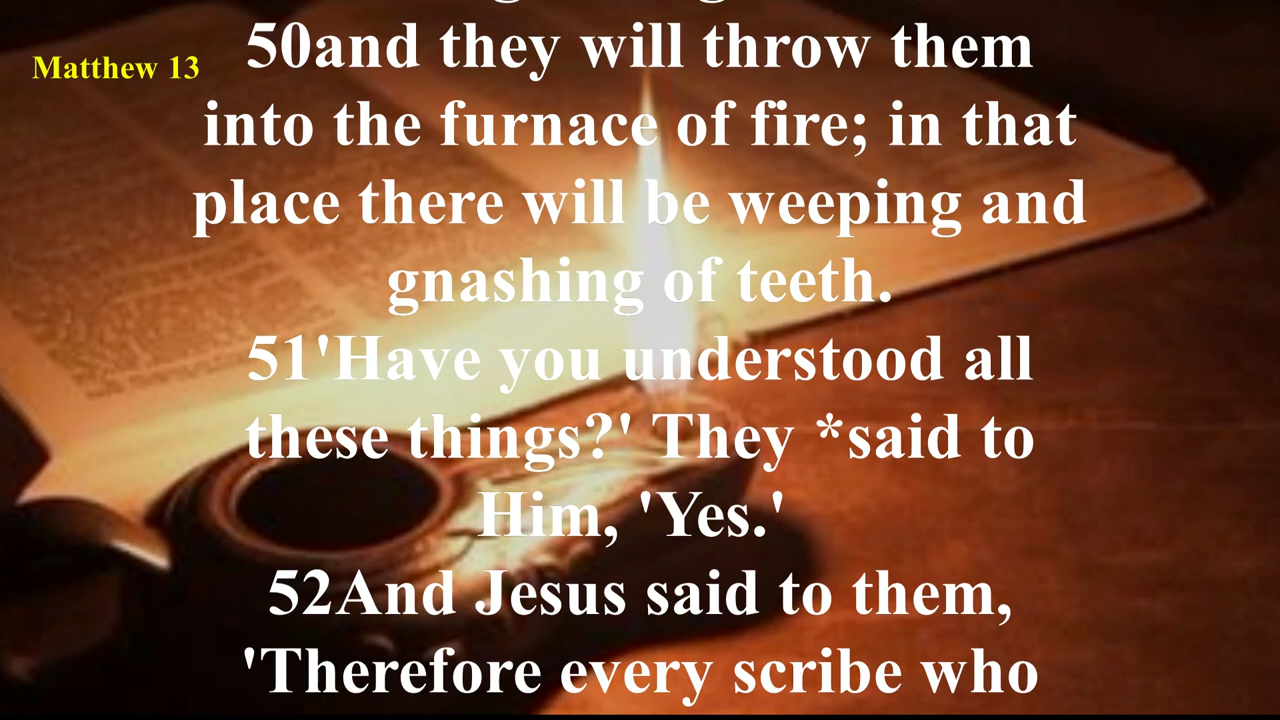 Matthew 13
50and they will throw them
into the furnace of fire; in that
place there will be weeping and
gnashing of teeth.
51'Have you understood all
these things?' They *said to
Him, 'Yes.'
52And Jesus said to them,
'Therefore every scribe who